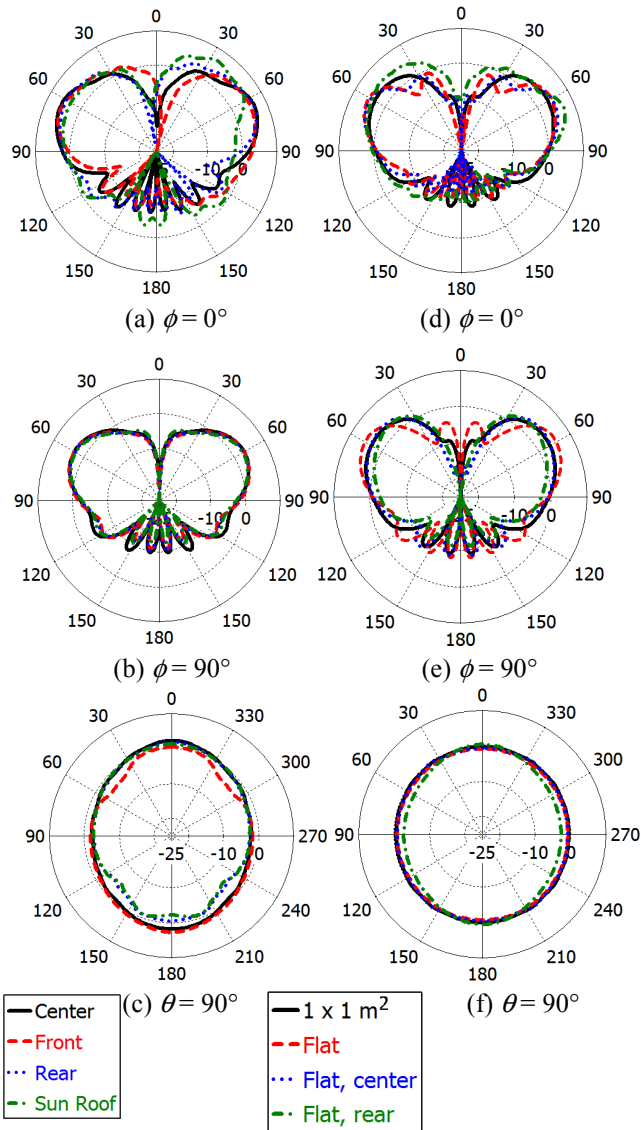 0 0
30 30 30 30
60 60 60 60
90 90 90 90
-10 0 -10 0
120 120 120 120
150 150 150 150
180 180
(a) ϕ = 0° (d) ϕ = 0°
0 0
30 30 30 30
60 60 60 60
90 90 90 90
-10 0 -10 0
120 120 120 120
150 150 150 150
180 180
(b) ϕ = 90° (e) ϕ = 90°
0 0
30 330 30 330
60 300 60 300
90 270 90 270
-25 -10 0 -25 -10 0
120 240 120 240
150 210 150 210
180 180
(c) θ = 90° (f) θ = 90°
Center
Front
Rear
Sun Roof
1 x 1 m²
Flat
Flat, center
Flat, rear